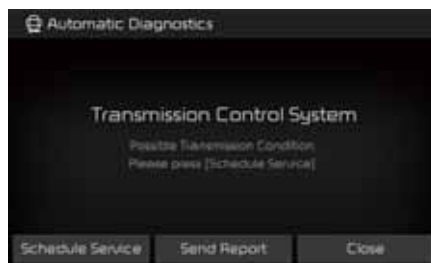 Automatic Diagnostics
Transmission Control System
Possible Transmission Condition
Please press [Schedule Service]
Schedule Service
Send Report
Close